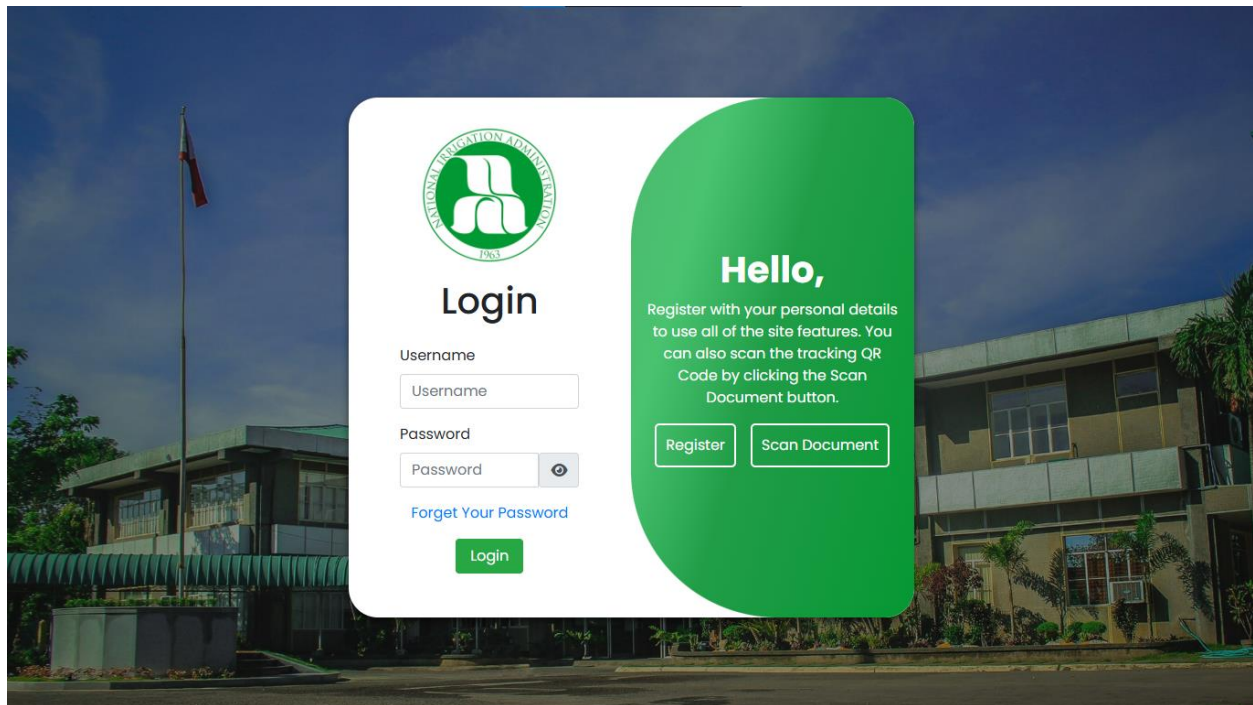 NATIONAL IRRIGATION ADMINISTRATION
1963
Login
Username
Username
Password
Password
Forget Your Password
Login
Hello,
Register with your personal details
to use all of the site features. You
can also scan the tracking QR
Code by clicking the Scan
Document button.
Register
Scan Document